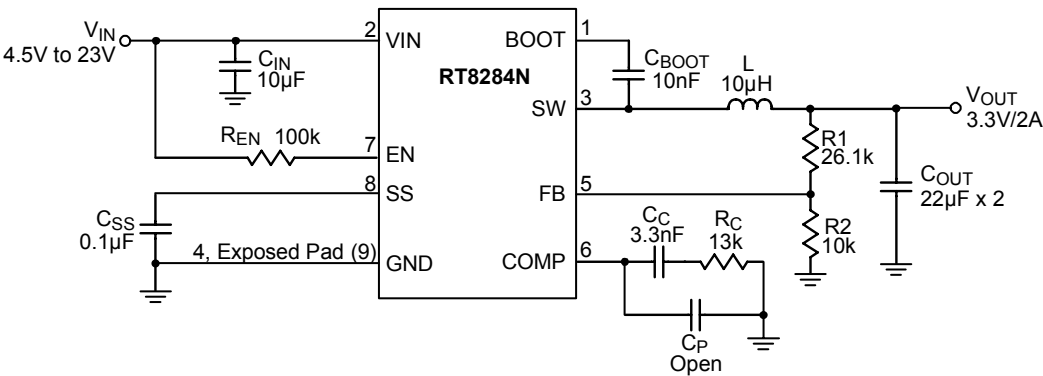 VIN
4.5V to 23V
2
VIN
CIN
10µF
REN 100k
7
EN
8
SS
CSS
0.1µF
4, Exposed Pad (9)
GND
RT8284N
1
BOOT
CBOOT
10nF
3
SW
L
10µH
VOUT
3.3V/2A
R1
26.1k
COUT
22µF x 2
5
FB
R2
10k
6
COMP
CC
3.3nF
RC
13k
CP
Open